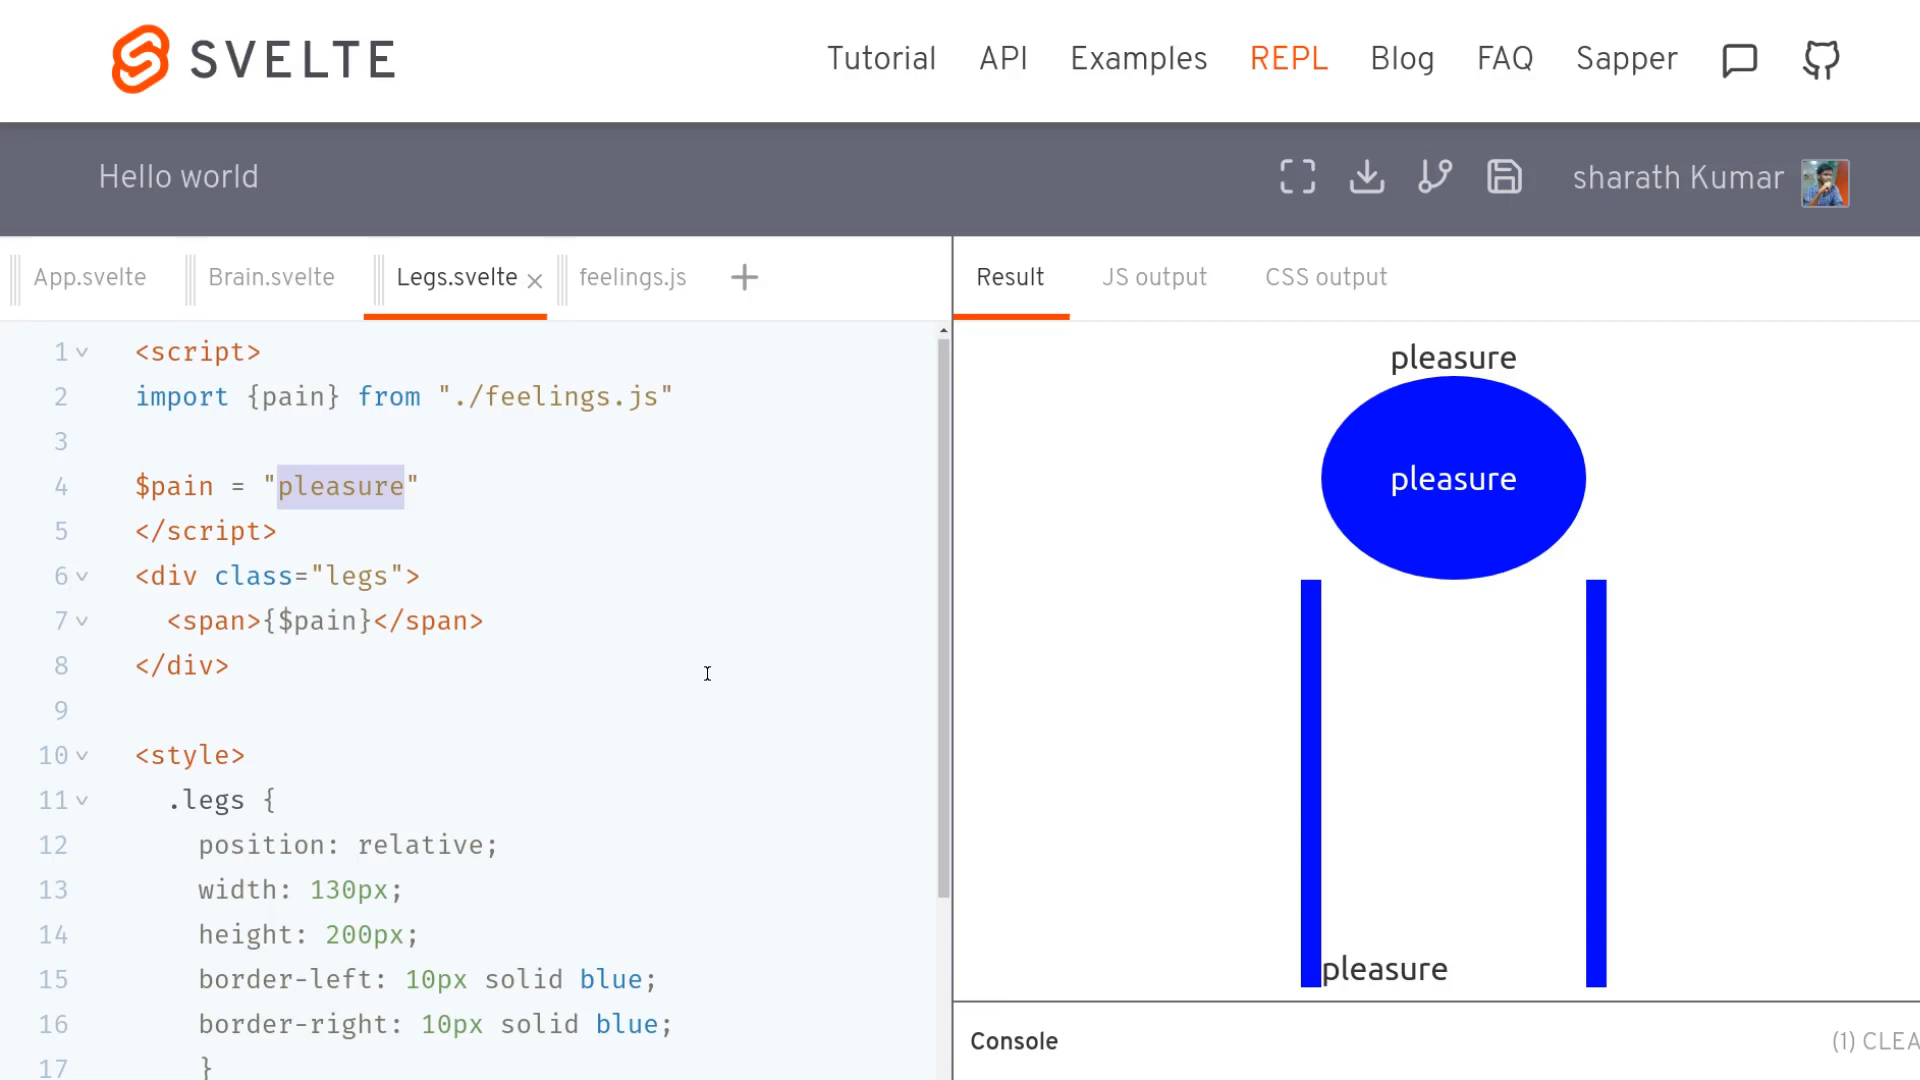 SVELTE
Tutorial API Examples REPL Blog FAQ Sapper
Hello world
sharath Kumar
App.svelte Brain.svelte Legs.svelte × feelings.js +
Result JS output CSS output
1 <script>
2 import {pain} from "./feelings.js"
3
4 $pain = "pleasure"
5 </script>
6 <div class="legs">
7 <span>{$pain}</span>
8 </div>
9
10 <style>
11 .legs {
12 position: relative;
13 width: 130px;
14 height: 200px;
15 border-left: 10px solid blue;
16 border-right: 10px solid blue;
17 }
pleasure
pleasure
pleasure
Console
(1) CLEA